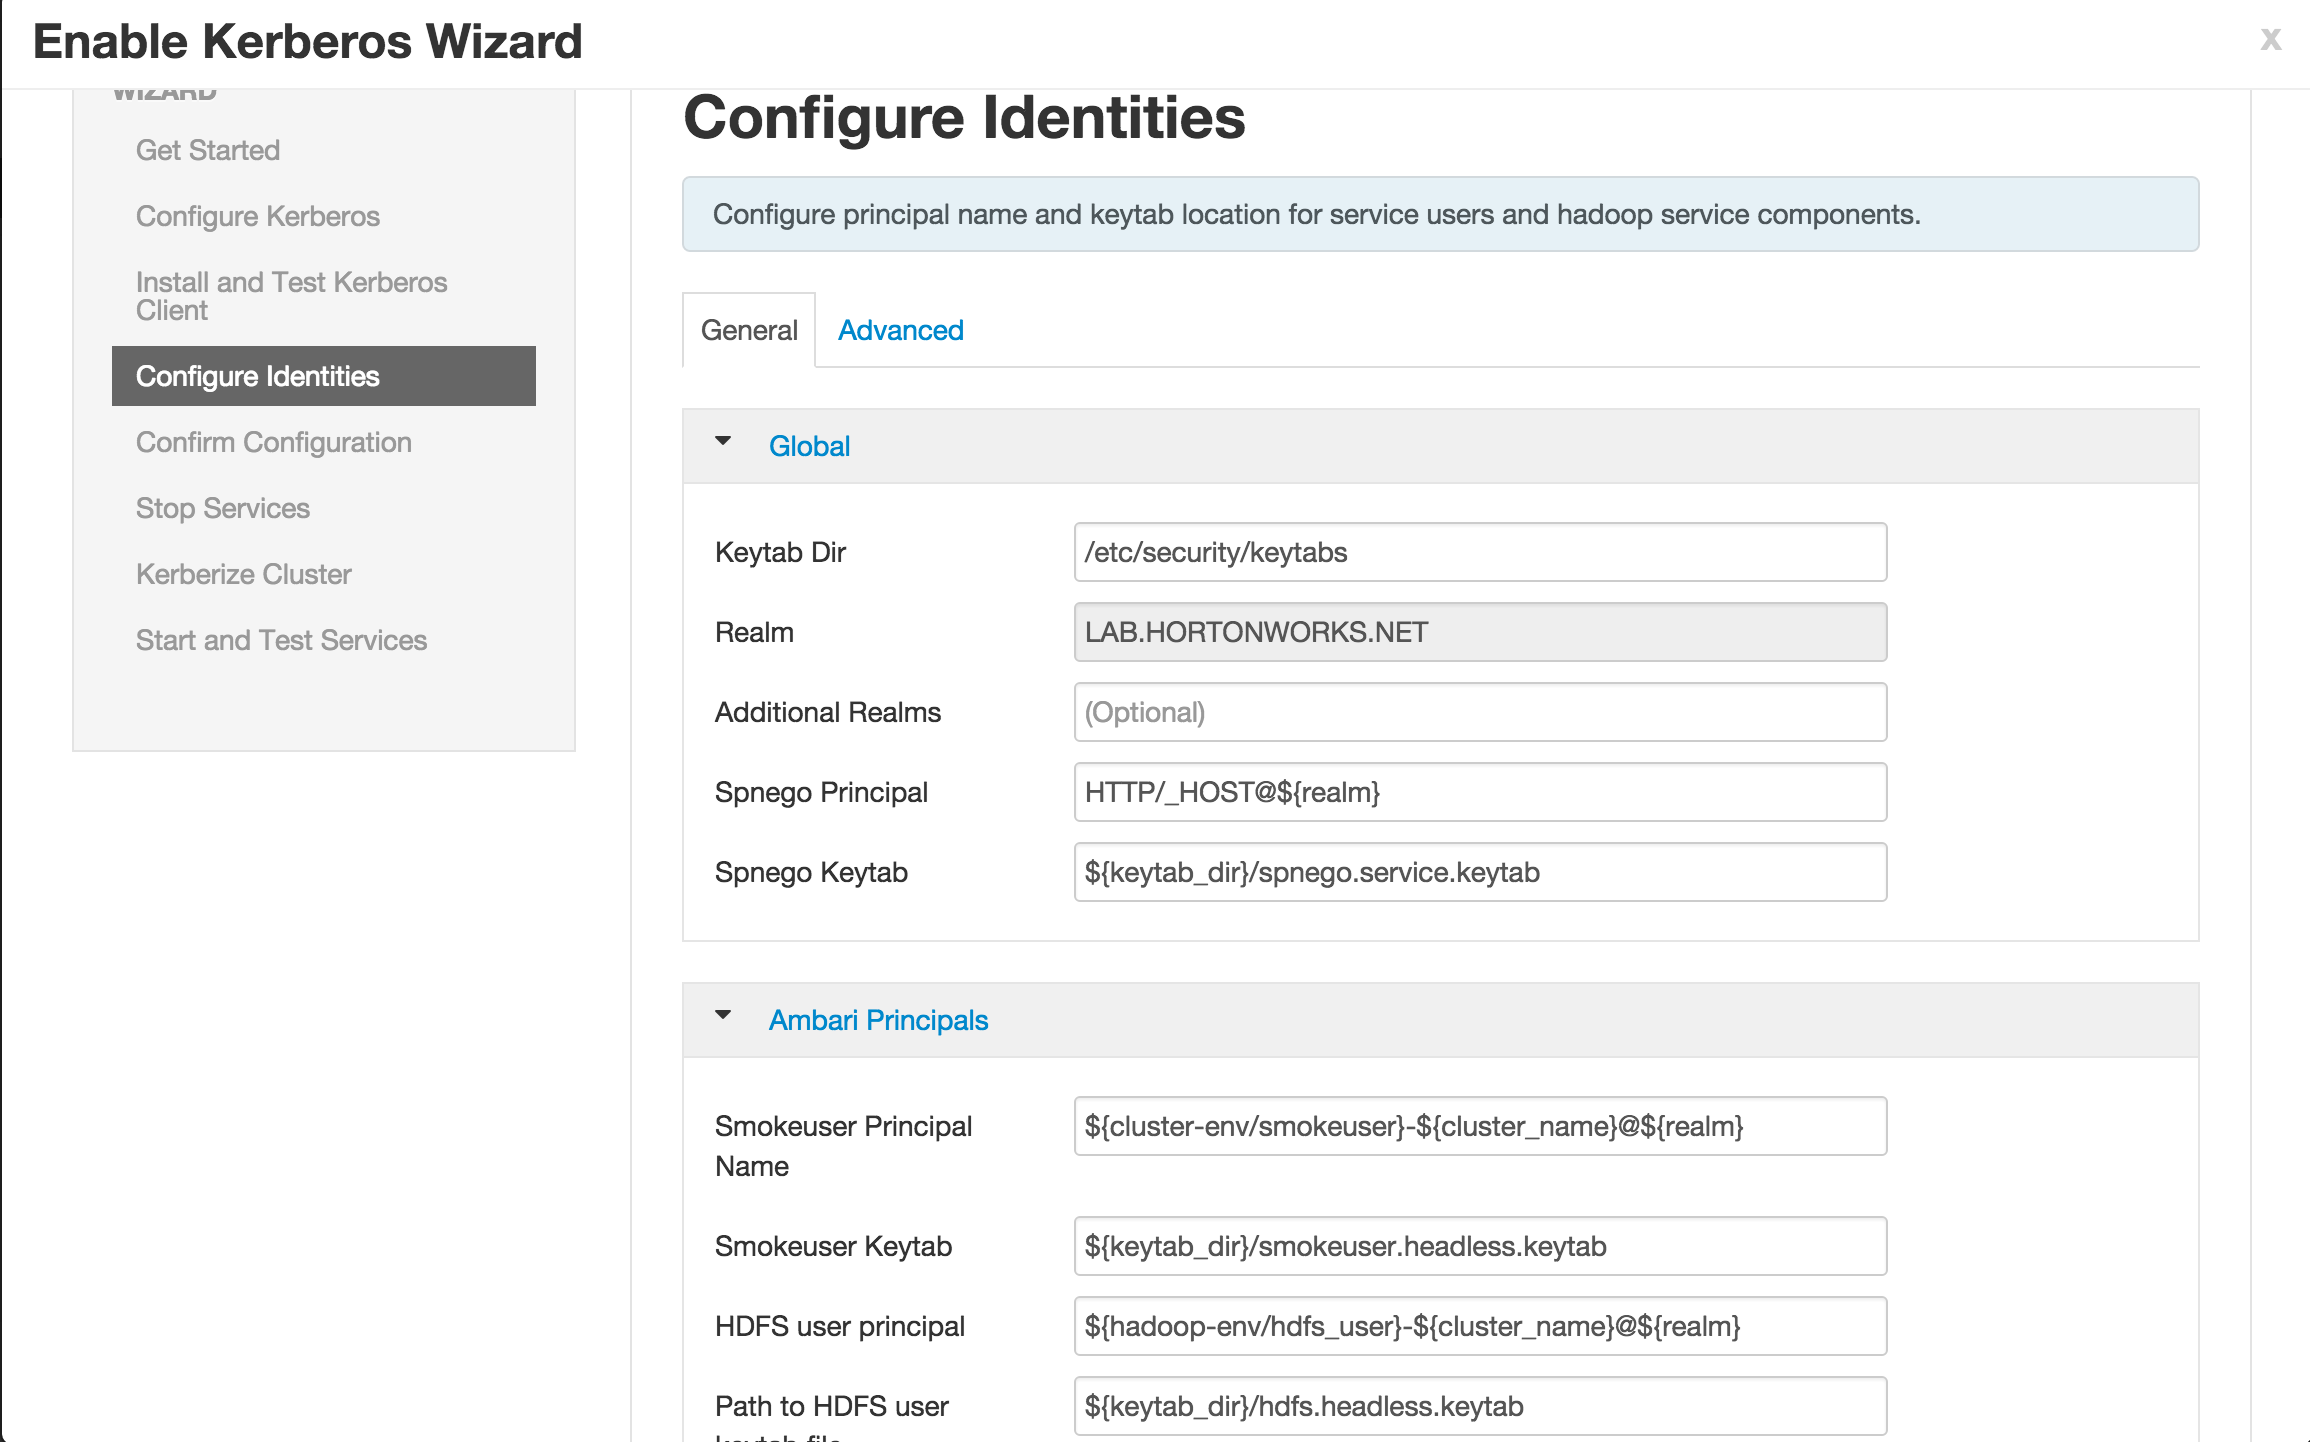 Enable Kerberos Wizard
x
WIZARD
Get Started
Configure Kerberos
Install and Test Kerberos
Client
Configure Identities
Confirm Configuration
Stop Services
Kerberize Cluster
Start and Test Services
Configure Identities
Configure principal name and keytab location for service users and hadoop service components.
General
Advanced
Global
Keytab Dir
/etc/security/keytabs
Realm
LAB.HORTONWORKS.NET
Additional Realms
(Optional)
Spnego Principal
HTTP/_HOST@${realm}
Spnego Keytab
${keytab_dir}/spnego.service.keytab
Ambari Principals
Smokeuser Principal
Name
${cluster-env/smokeuser}-${cluster_name}@${realm}
Smokeuser Keytab
${keytab_dir}/smokeuser.headless.keytab
HDFS user principal
${hadoop-env/hdfs_user}-${cluster_name}@${realm}
Path to HDFS user
keytab file
${keytab_dir}/hdfs.headless.keytab